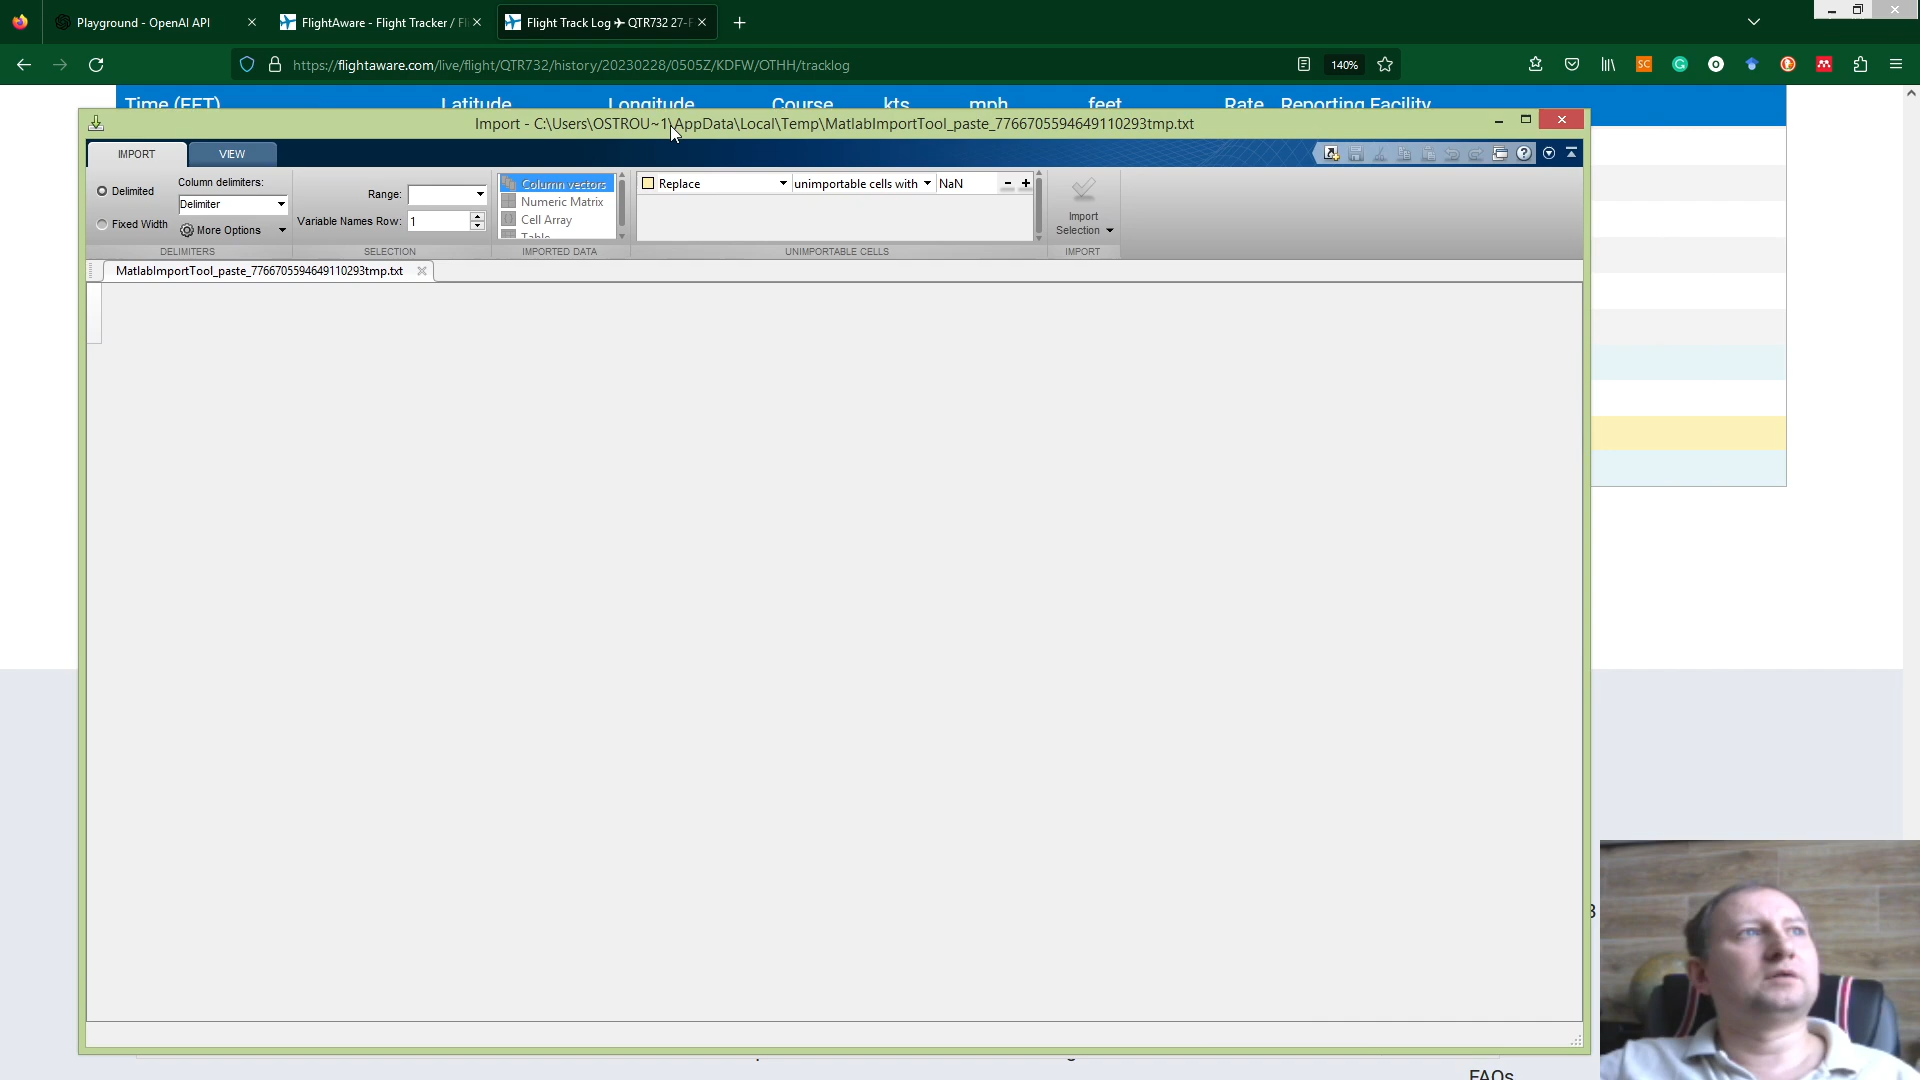 Playground - OpenAI API
FlightAware - Flight Tracker / Fl
Flight Track Log ✈ QTR732 27-F
https://flightaware.com/live/flight/QTR732/history/20230228/0505Z/KDFW/OTHH/tracklog
140%
SC
Time (EET) Latitude Longitude Course kts mph feet Rate Reporting Facility
Import - C:\Users\OSTROU~1\AppData\Local\Temp\MatlabImportTool_paste_7766705594649110293tmp.txt
IMPORT VIEW
Delimited
Column delimiters:
Delimiter
Fixed Width
More Options
DELIMITERS
Range:
Variable Names Row: 1
SELECTION
Column vectors
Numeric Matrix
Cell Array
Table
IMPORTED DATA
Replace unimportable cells with NaN
UNIMPORTABLE CELLS
Import
Selection
IMPORT
MatlabImportTool_paste_7766705594649110293tmp.txt
FAQs